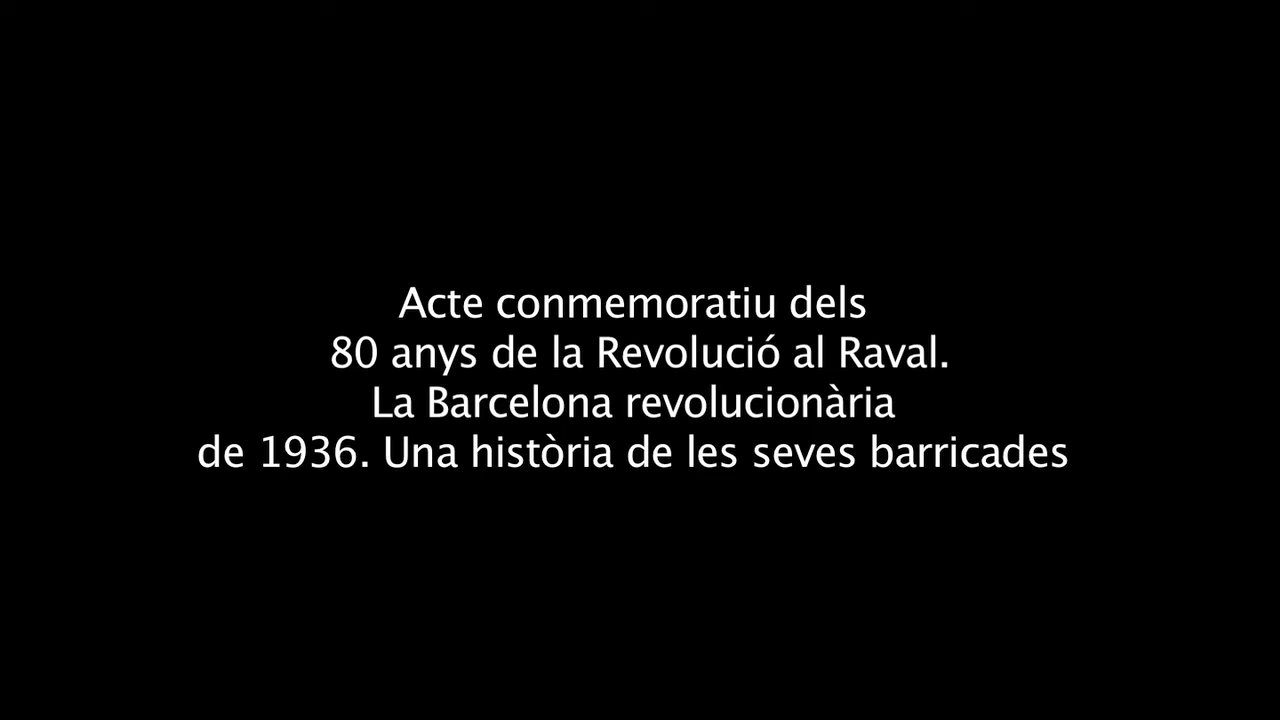 Acte conmemoratiu dels
80 anys de la Revolució al Raval.
La Barcelona revolucionària
de 1936. Una història de les seves barricades